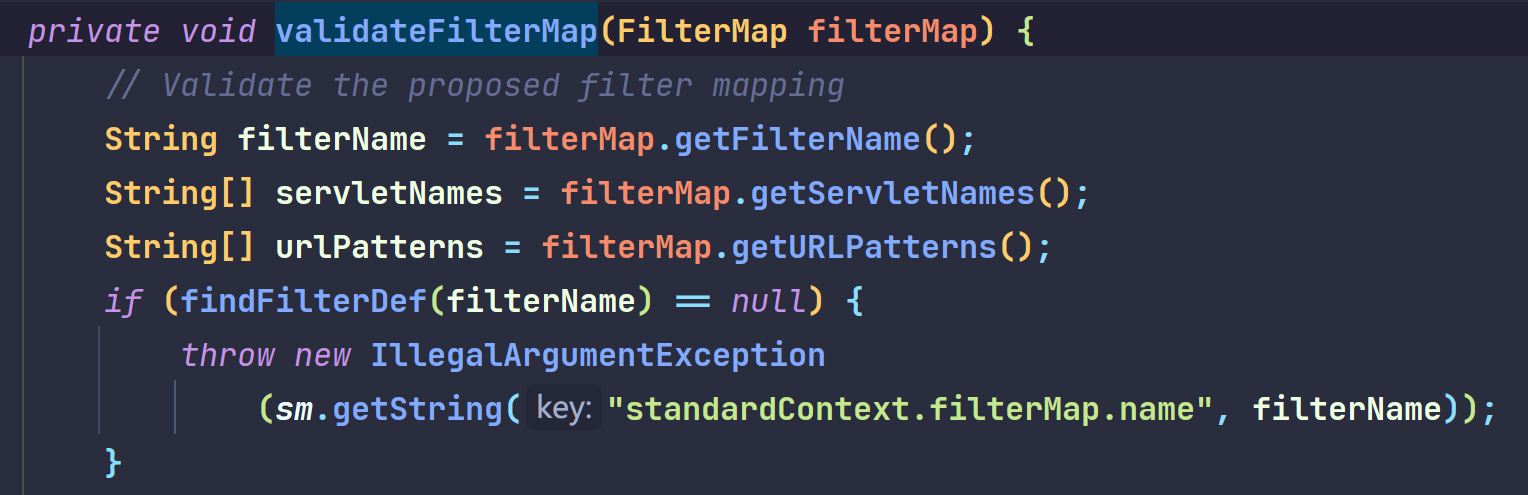 private void validateFilterMap(FilterMap filterMap) {
// Validate the proposed filter mapping
String filterName = filterMap.getFilterName();
String[] servletNames = filterMap.getServletNames();
String[] urlPatterns = filterMap.getURLPatterns();
if (findFilterDef(filterName) == null) {
throw new IllegalArgumentException
(sm.getString( key: "standardContext.filterMap.name", filterName));
}